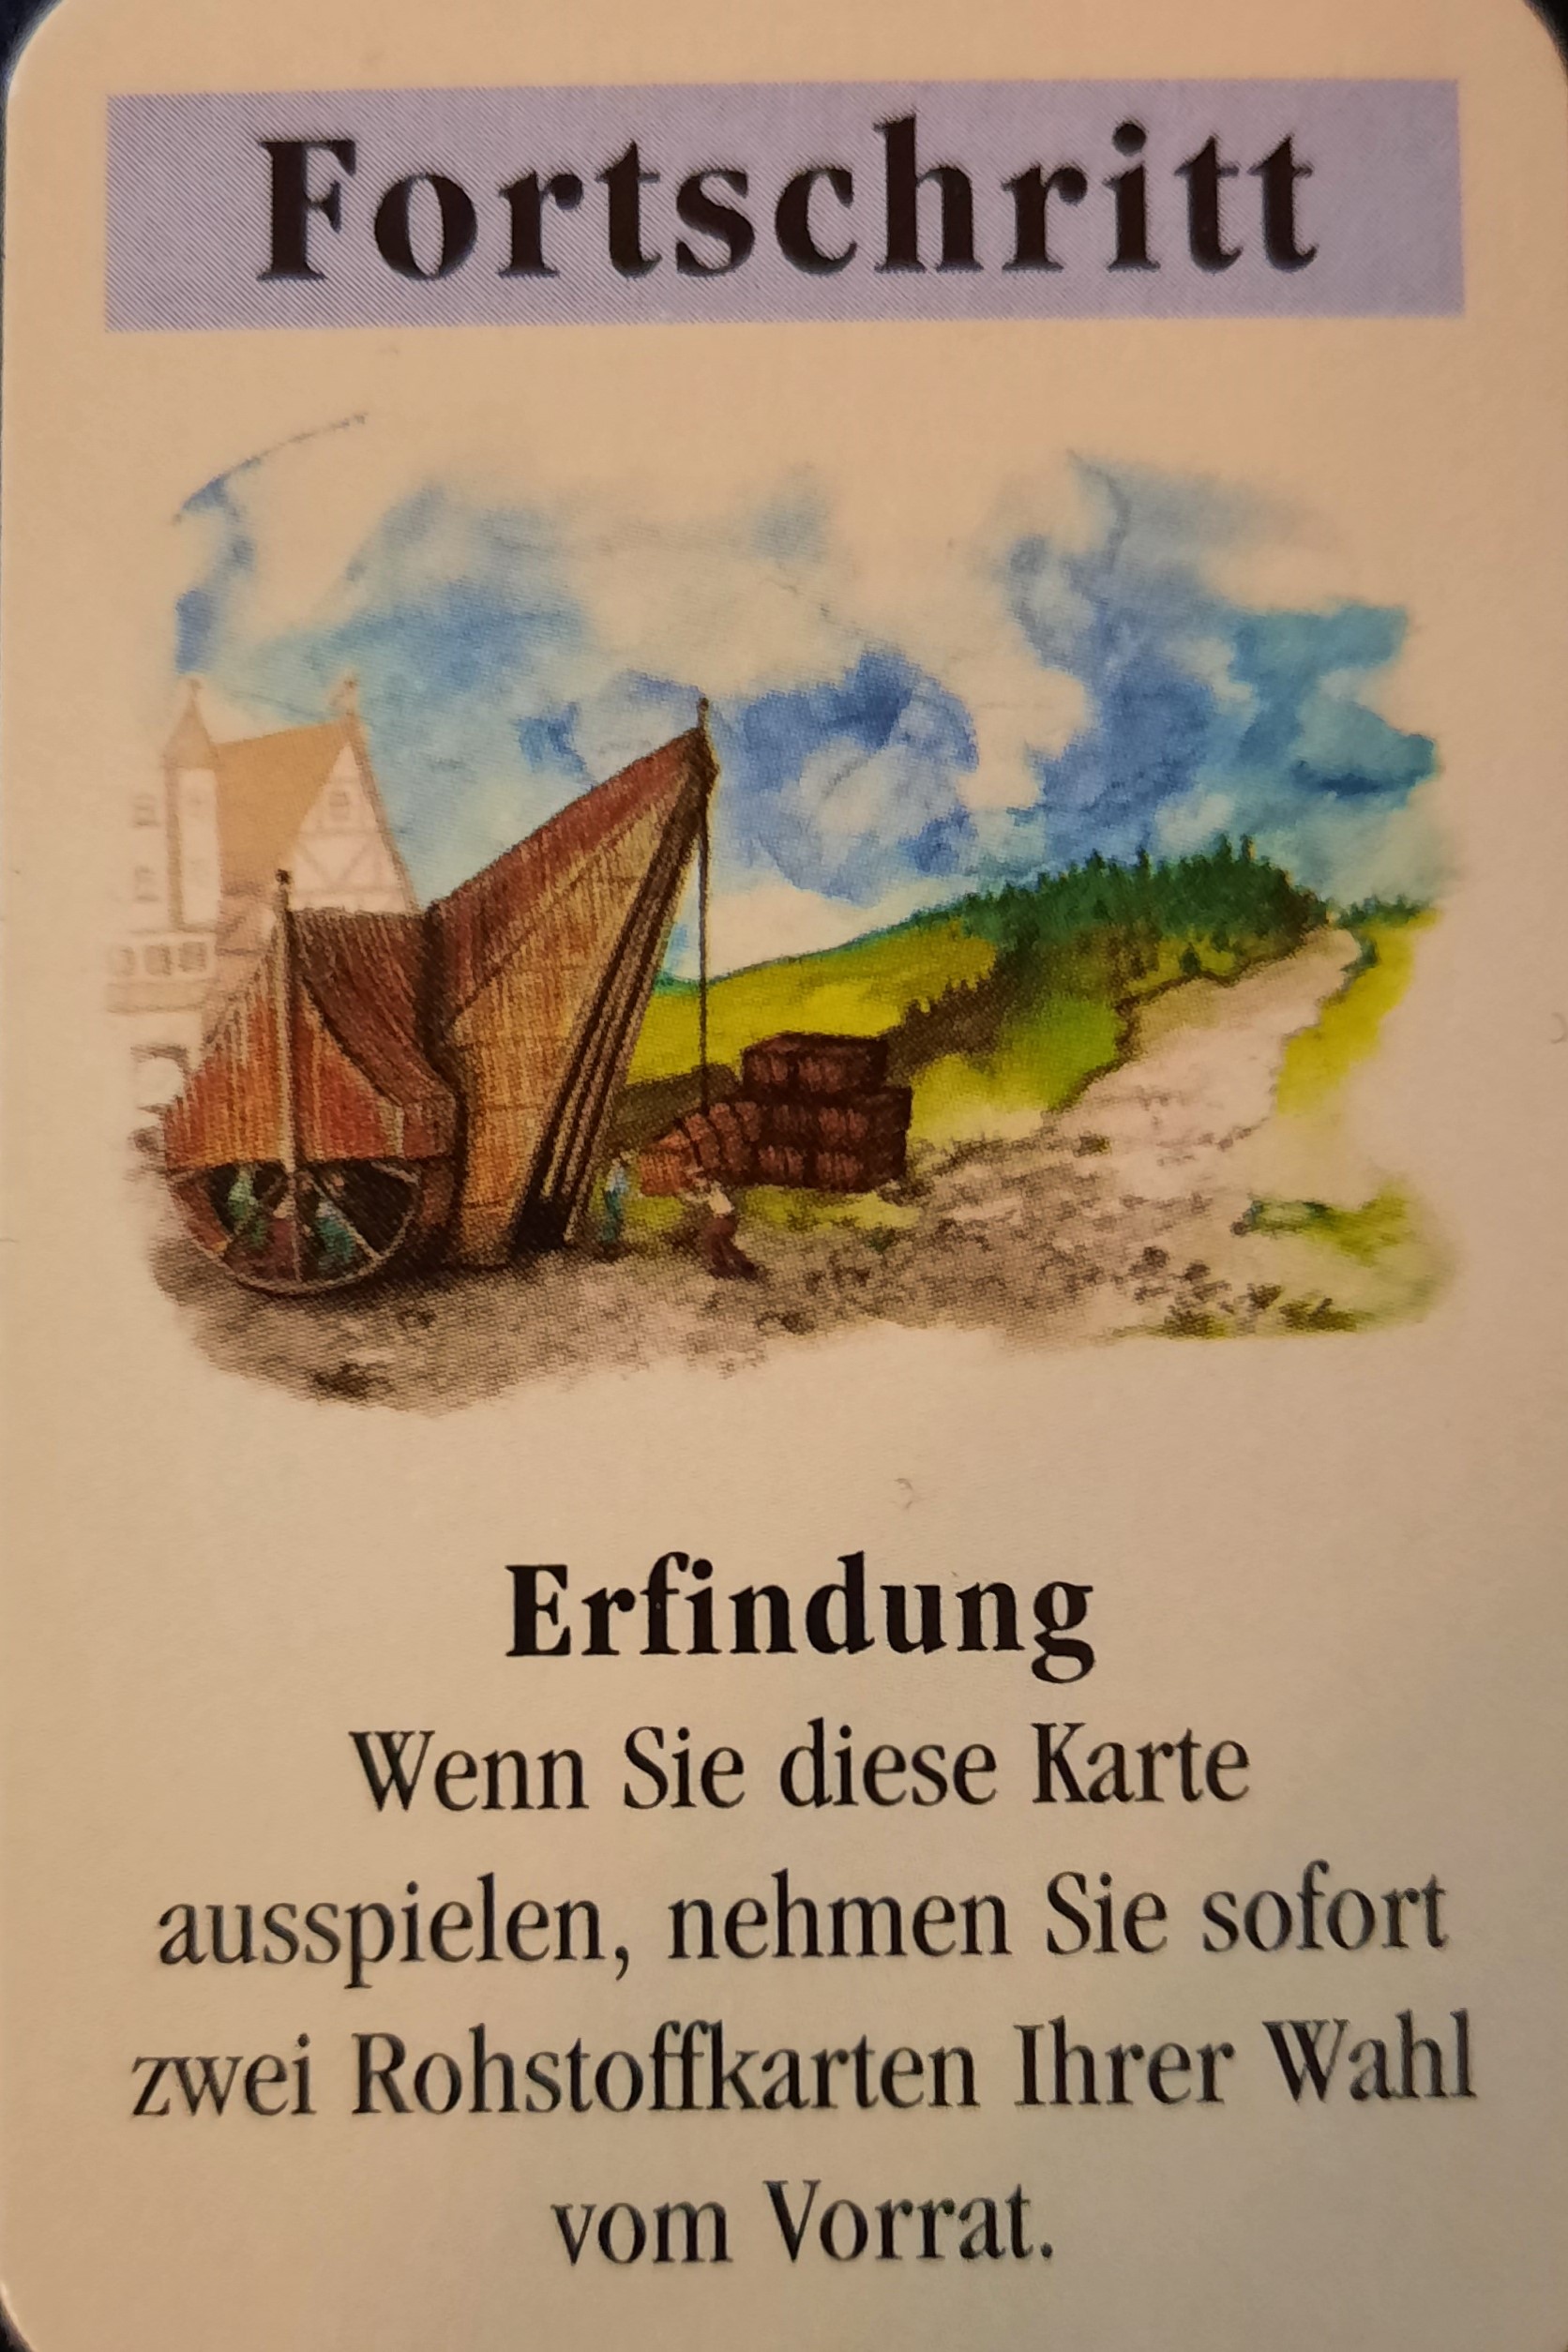 Fortschritt
Erfindung
Wenn Sie diese Karte
ausspielen, nehmen Sie sofort
zwei Rohstoffkarten Ihrer Wahl
vom Vorrat.